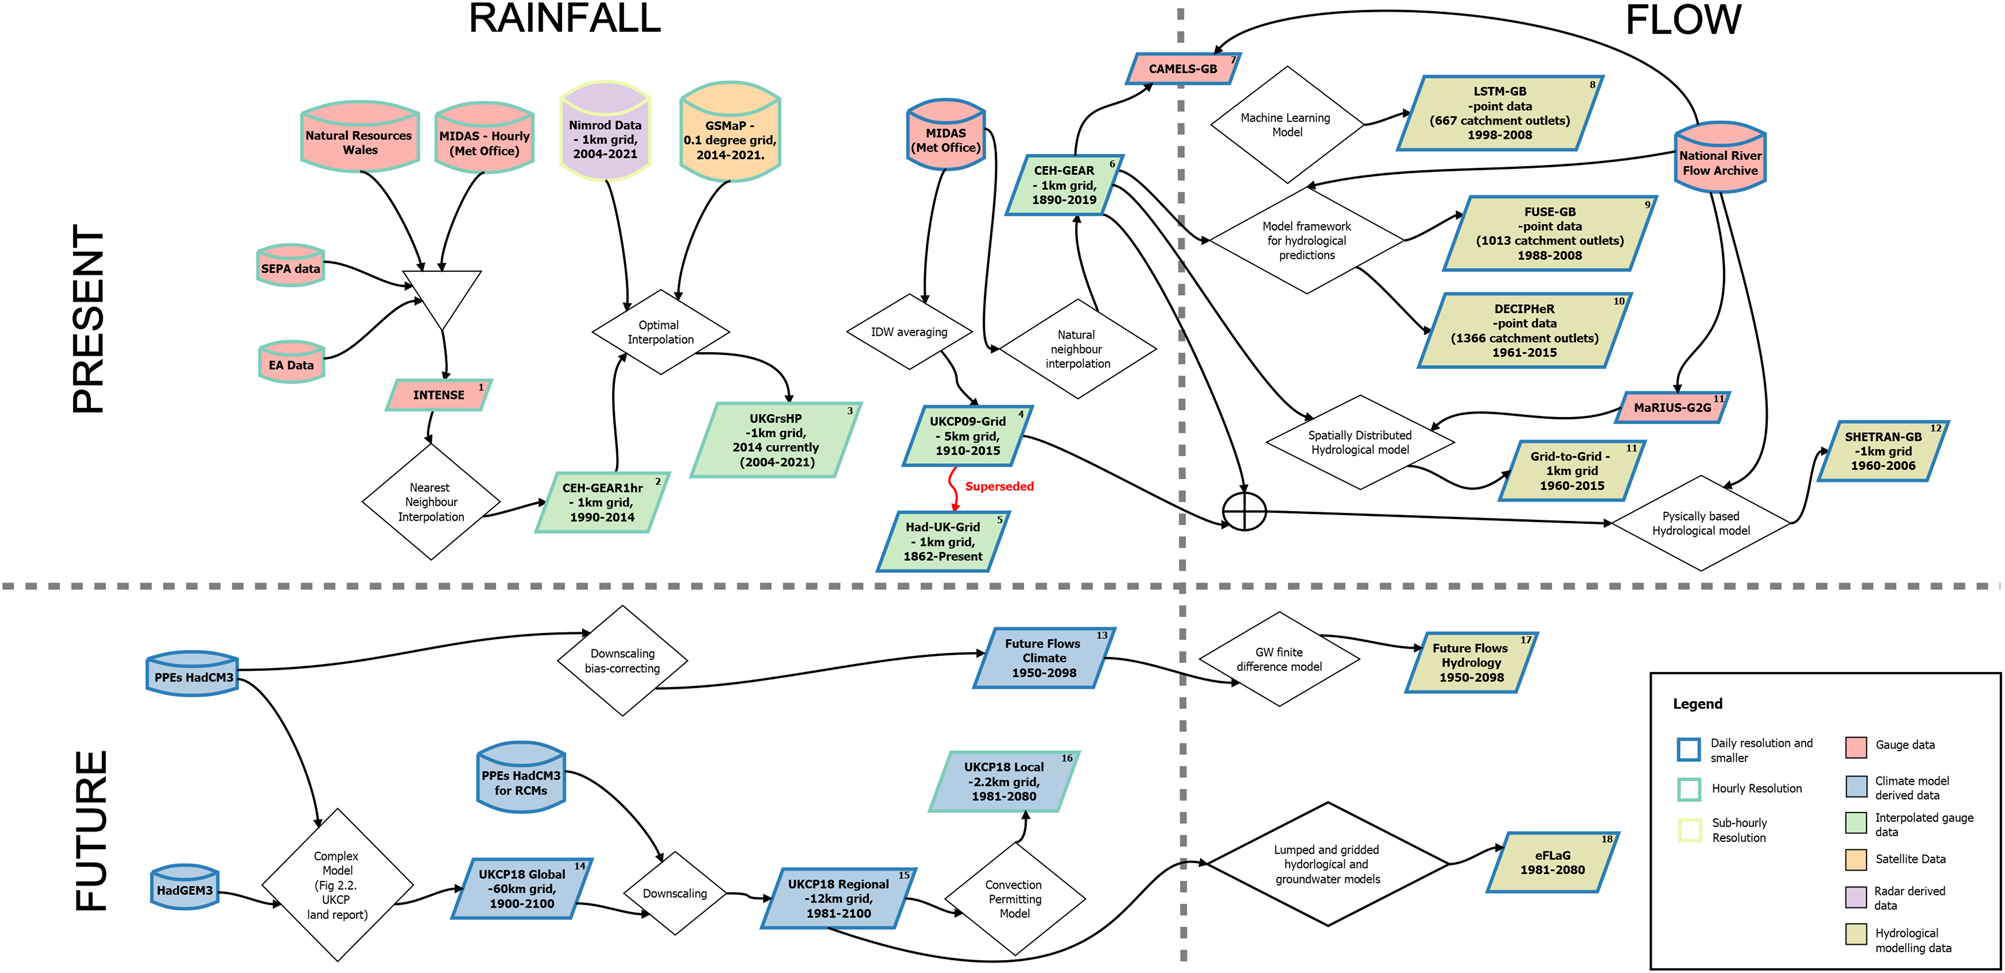 RAINFALL
FLOW
PRESENT
FUTURE
Natural Resources
Wales
MIDAS - Hourly
(Met Office)
Nimrod Data
- 1km grid,
2004-2021
GSMaP -
0.1 degree grid,
2014-2021.
SEPA data
EA Data
INTENSE
1
Nearest
Neighbour
Interpolation
CEH-GEAR1hr
2
- 1km grid,
1990-2014
Optimal
Interpolation
UKGrsHP
3
-1km grid,
2014 currently
(2004-2021)
MIDAS
(Met Office)
IDW averaging
Natural
neighbour
interpolation
UKCP09-Grid
4
- 5km grid,
1910-2015
Superseded
Had-UK-Grid
5
- 1km grid,
1862-Present
CEH-GEAR
6
- 1km grid,
1890-2019
CAMELS-GB
7
Machine Learning
Model
LSTM-GB
8
-point data
(667 catchment outlets)
1998-2008
National River
Flow Archive
Model framework
for hydrological
predictions
FUSE-GB
9
-point data
(1013 catchment outlets)
1988-2008
DECIPHeR
10
-point data
(1366 catchment outlets)
1961-2015
MaRIUS-G2G
11
Spatially Distributed
Hydrological model
Grid-to-Grid -
11
1km grid
1960-2015
Pysically based
Hydrological model
SHETRAN-GB
12
-1km grid
1960-2006
PPEs HadCM3
Downscaling
bias-correcting
Future Flows
13
Climate
1950-2098
GW finite
difference model
Future Flows
17
Hydrology
1950-2098
PPEs HadCM3
for RCMs
HadGEM3
Complex
Model
(Fig 2.2.
UKCP
land report)
UKCP18 Global
14
-60km grid,
1900-2100
Downscaling
UKCP18 Regional
15
-12km grid,
1981-2100
UKCP18 Local
16
-2.2km grid,
1981-2080
Convection
Permitting
Model
Lumped and gridded
hydorlogical and
groundwater models
eFLaG
18
1981-2080
Legend
Daily resolution and
smaller
Hourly Resolution
Sub-hourly
Resolution
Gauge data
Climate model
derived data
Interpolated gauge
data
Satellite Data
Radar derived
data
Hydrological
modelling data